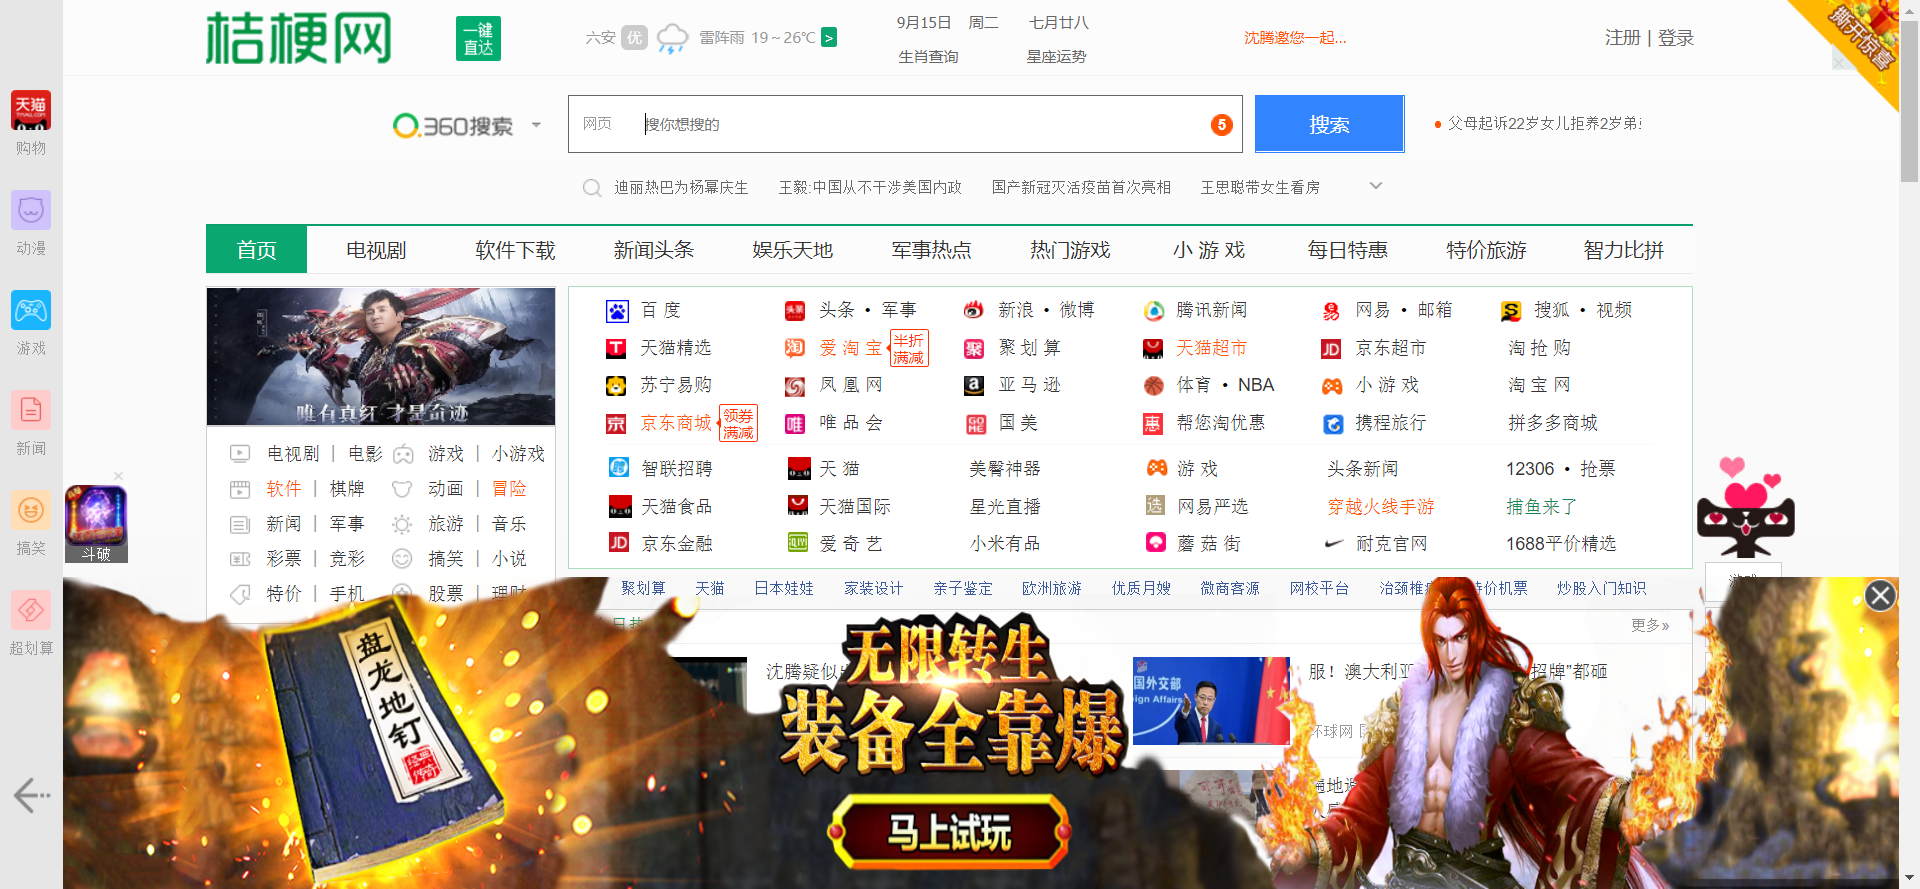 桔梗网
一键
直达
六安 优 雷阵雨 19～26℃ >
9月15日 周二 七月廿八
生肖查询 星座运势
沈腾邀您一起...
注册 | 登录
撕开惊喜
天猫
TMALL.COM
购物
动漫
游戏
新闻
搞笑
超划算
360搜索
网页 搜你想搜的 5
搜索
父母起诉22岁女儿拒养2岁弟
迪丽热巴为杨幂庆生 王毅:中国从不干涉美国内政 国产新冠灭活疫苗首次亮相 王思聪带女生看房
首页 电视剧 软件下载 新闻头条 娱乐天地 军事热点 热门游戏 小 游 戏 每日特惠 特价旅游 智力比拼
唯有真红 才是奇迹
百 度 头条 • 军事 新浪 • 微博 腾讯新闻 网易 • 邮箱 搜狐 • 视频
天猫精选 爱 淘 宝 半折满减 聚 划 算 天猫超市 京东超市 淘 抢 购
苏宁易购 凤 凰 网 亚 马 逊 体育 • NBA 小 游 戏 淘 宝 网
京东商城 领券满减 唯 品 会 国 美 帮您淘优惠 携程旅行 拼多多商城
智联招聘 天 猫 美臀神器 游 戏 头条新闻 12306 • 抢票
天猫食品 天猫国际 星光直播 网易严选 穿越火线手游 捕鱼来了
京东金融 爱 奇 艺 小米有品 蘑 菇 街 耐克官网 1688平价精选
电视剧 | 电影 游戏 | 小游戏
软件 | 棋牌 动画 | 冒险
新闻 | 军事 旅游 | 音乐
彩票 | 竞彩 搞笑 | 小说
特价 | 手机 股票 | 理财
斗破
聚划算 天猫 日本娃娃 家装设计 亲子鉴定 欧洲旅游 优质月嫂 微商客源 网校平台 治颈椎 特价机票 炒股入门知识
更多»
沈腾疑似
国外交部
ign Affairs
服！澳大利亚 招牌"都砸
环球网
遍地
盘龙地钉
经典传奇
无限转生
装备全靠爆
马上试玩